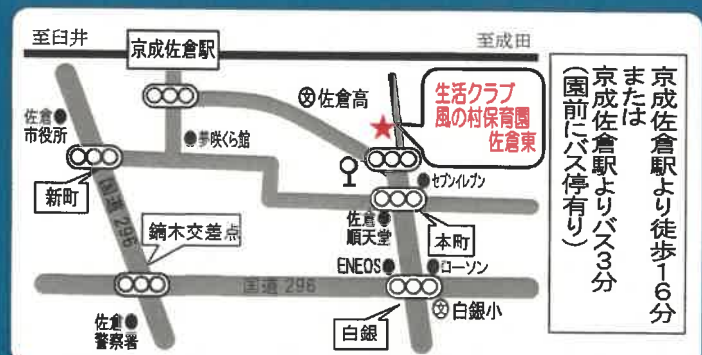 至臼井
京成佐倉駅
至成田
文佐倉高
生活クラブ
風の村保育園
佐倉東
佐倉
市役所
夢咲くら館
新町
国道296
鏑木交差点
セブンイレブン
佐倉
順天堂
本町
ENEOS
ローソン
国道 296
佐倉
警察署
白銀
文白銀小
京成佐倉駅より徒歩16分
または
京成佐倉駅よりバス3分
(園前にバス停有り)